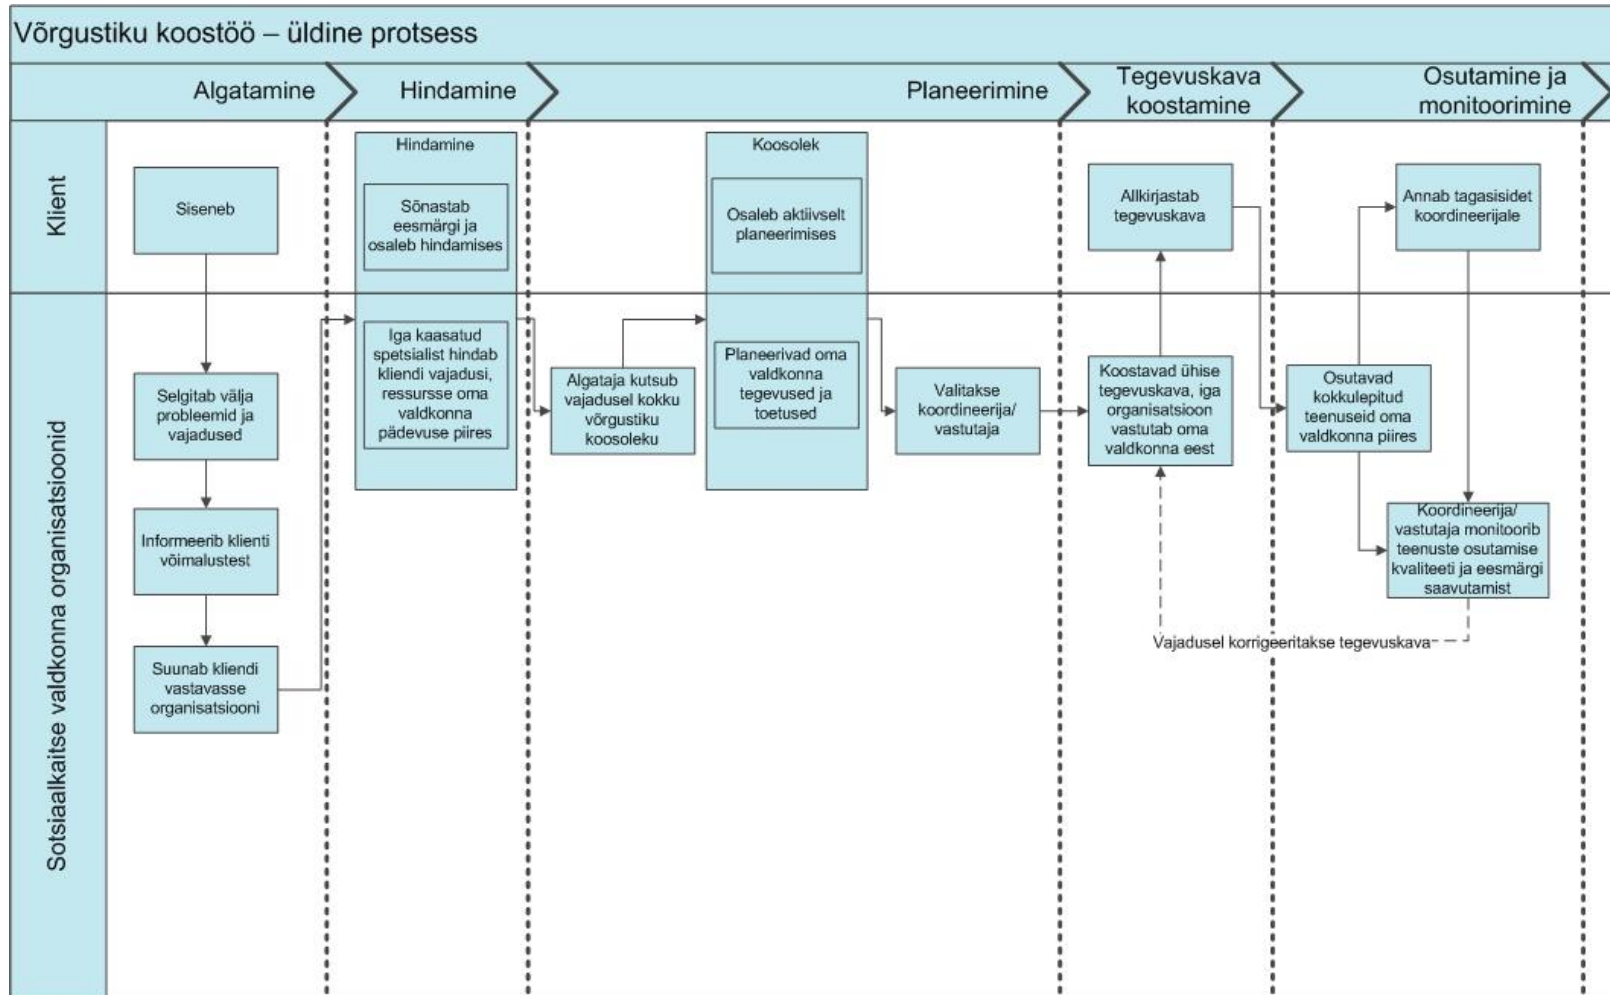 Võrgustiku koostöö – üldine protsess
Algatamine
Hindamine
Planeerimine
Tegevuskava
koostamine
Osutamine ja
monitoorimine
Klient
Siseneb
Hindamine
Sõnastab
eesmärgi ja
osaleb hindamises
Koosolek
Osaleb aktiivselt
planeerimises
Allkirjastab
tegevuskava
Annab tagasisidet
koordineerijale
Sotsiaalkaitse valdkonna organisatsioonid
Selgitab välja
probleemid ja
vajadused
Informeerib klienti
võimalustest
Suunab kliendi
vastavasse
organisatsiooni
Iga kaasatud
spetsialist hindab
kliendi vajadusi,
ressursse oma
valdkonna
pädevuse piires
Algataja kutsub
vajadusel kokku
võrgustiku
koosoleku
Planeerivad oma
valdkonna
tegevused ja
toetused
Valitakse
koordineerija/
vastutaja
Koostavad ühise
tegevuskava, iga
organisatsioon
vastutab oma
valdkonna eest
Osutavad
kokkulepitud
teenuseid oma
valdkonna piires
Koordineerija/
vastutaja monitoorib
teenuste osutamise
kvaliteeti ja eesmärgi
saavutamist
Vajadusel korrigeeritakse tegevuskava